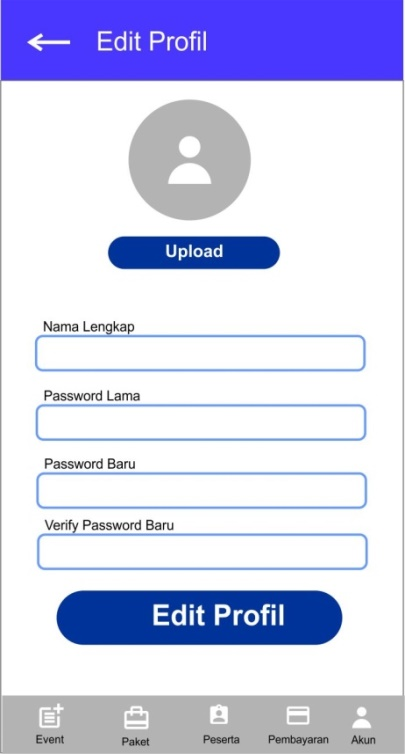 Edit Profil
Upload
Nama Lengkap
Password Lama
Password Baru
Verify Password Baru
Edit Profil
Event Paket Peserta Pembayaran Akun